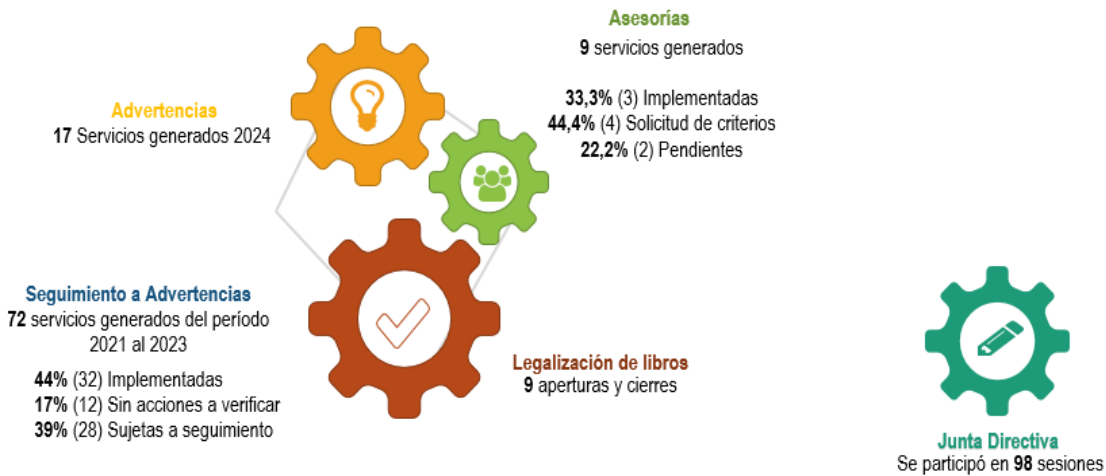 Asesorías
9 servicios generados
33,3% (3) Implementadas
44,4% (4) Solicitud de criterios
22,2% (2) Pendientes
Advertencias
17 Servicios generados 2024
Seguimiento a Advertencias
72 servicios generados del período
2021 al 2023
44% (32) Implementadas
17% (12) Sin acciones a verificar
39% (28) Sujetas a seguimiento
Legalización de libros
9 aperturas y cierres
Junta Directiva
Se participó en 98 sesiones